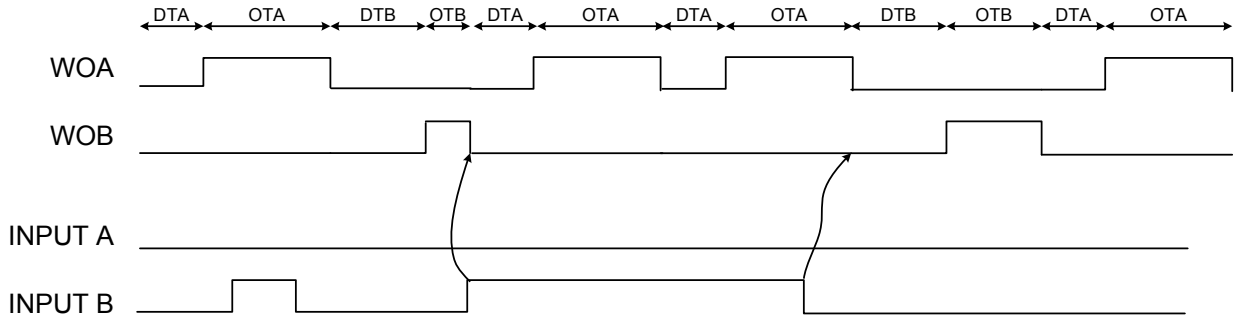 DTA OTA DTB OTB DTA OTA DTA OTA DTB OTB DTA OTA
WOA
WOB
INPUT A
INPUT B